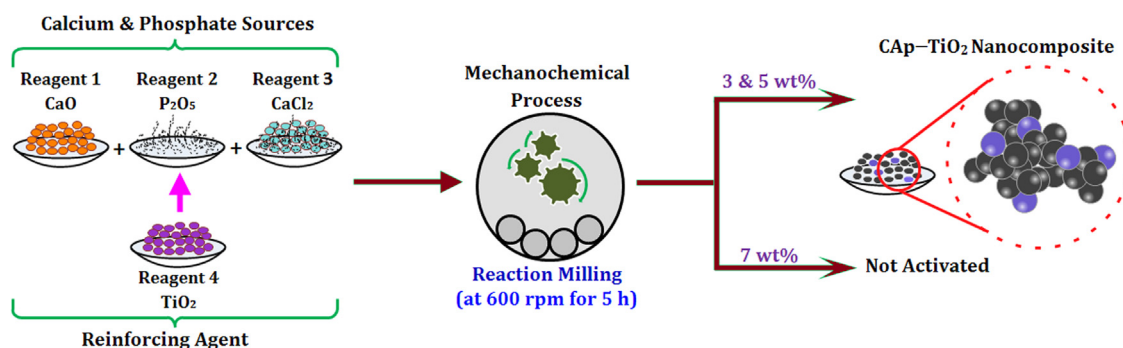 Calcium & Phosphate Sources
Reagent 1
CaO
Reagent 2
P₂O₅
Reagent 3
CaCl₂
+
+
Reagent 4
TiO₂
Reinforcing Agent
Mechanochemical
Process
Reaction Milling
(at 600 rpm for 5 h)
3 & 5 wt%
7 wt%
CAp–TiO₂ Nanocomposite
Not Activated